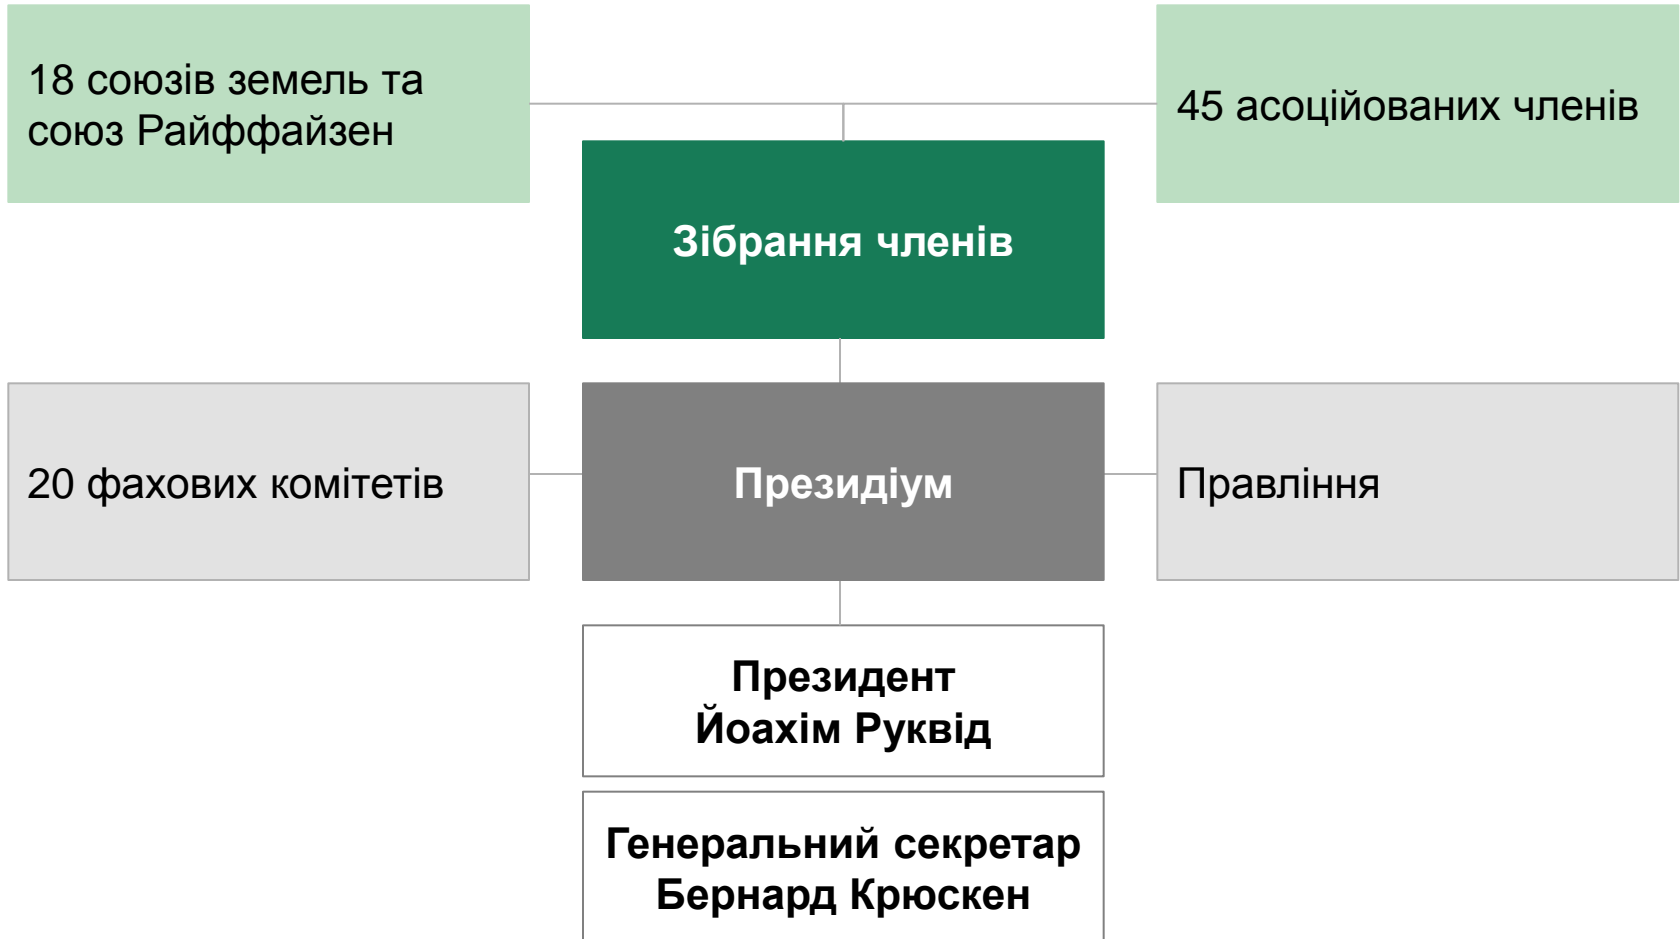 18 союзів земель та
союз Райффайзен
45 асоційованих членів
Зібрання членів
20 фахових комітетів
Президіум
Правління
Президент
Йоахім Руквід
Генеральний секретар
Бернард Крюскен